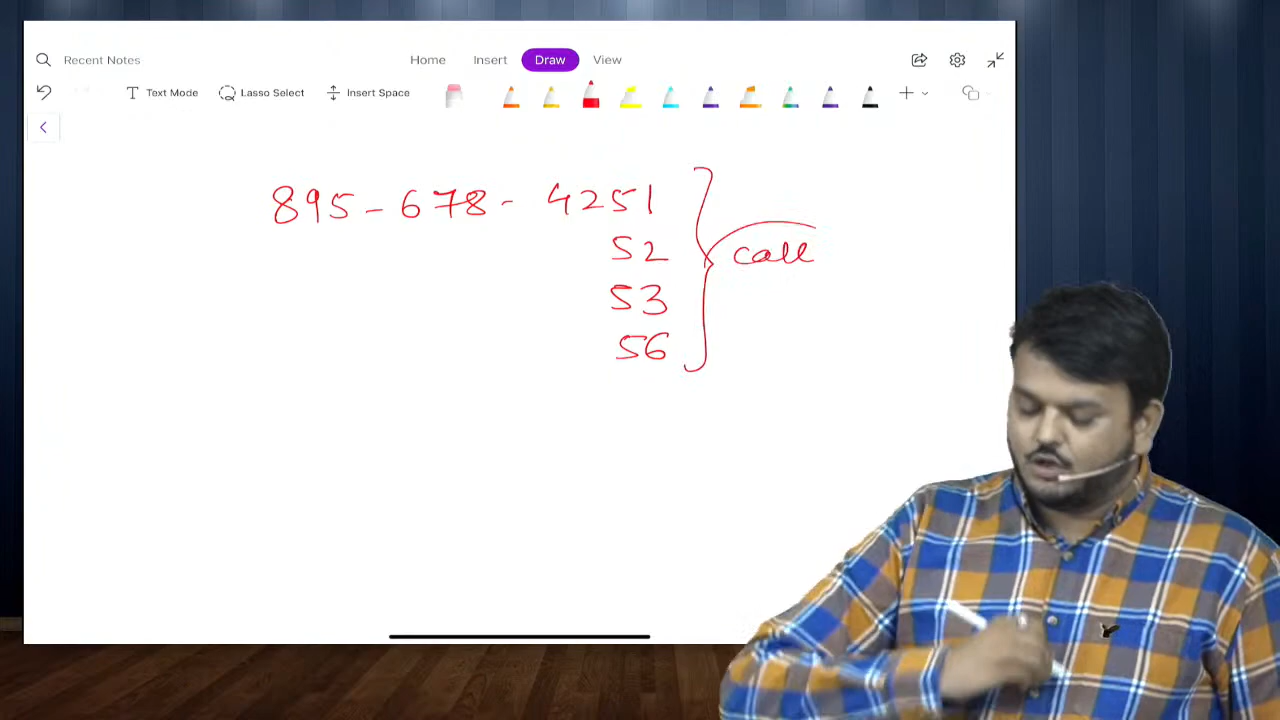 Recent Notes
Home Insert Draw View
Text Mode Lasso Select Insert Space
895-678-4251
52
53
56
call